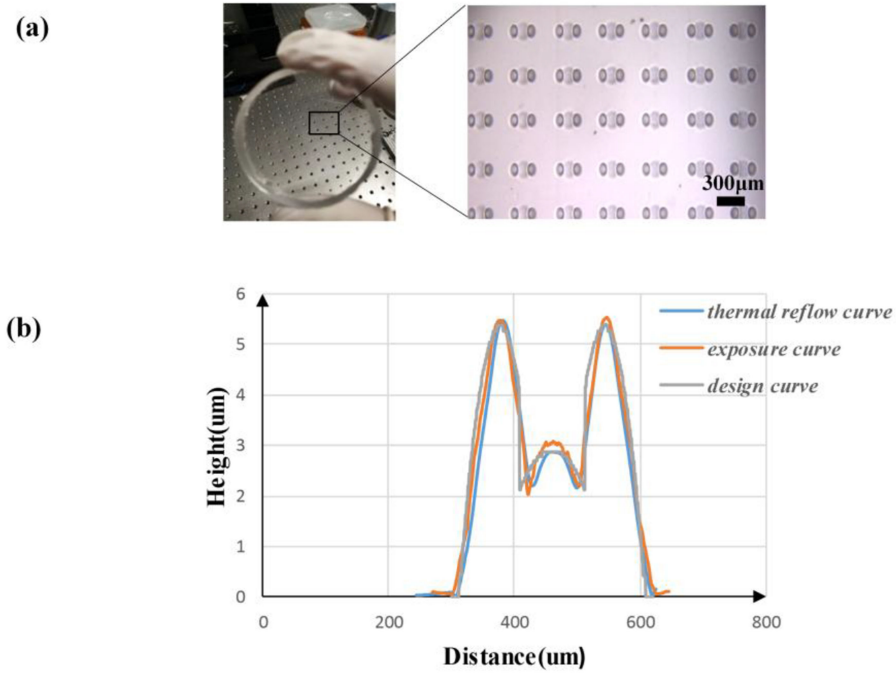 (a)
300μm
(b)
6
5
4
3
2
1
0
Height(um)
thermal reflow curve
exposure curve
design curve
0 200 400 600 800
Distance(um)